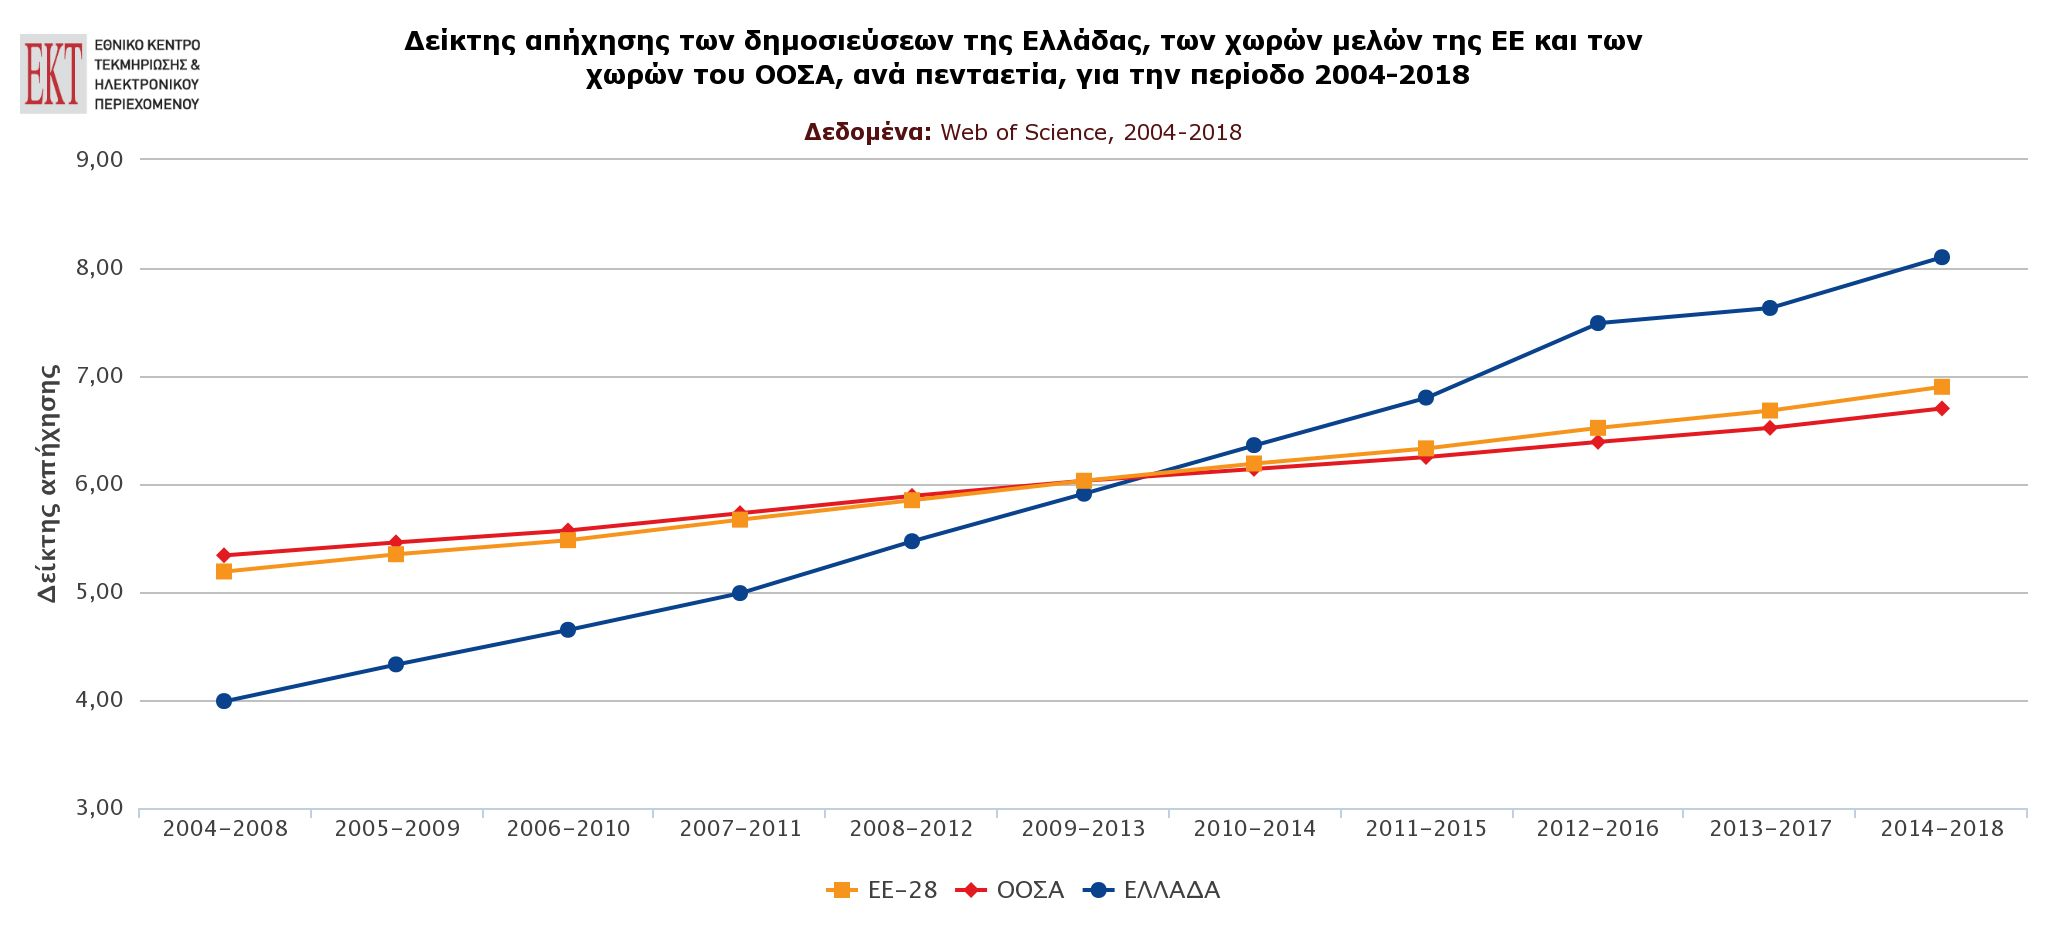 ΕΚΤ
ΕΘΝΙΚΟ ΚΕΝΤΡΟ
ΤΕΚΜΗΡΙΩΣΗΣ &
ΗΛΕΚΤΡΟΝΙΚΟΥ
ΠΕΡΙΕΧΟΜΕΝΟΥ
Δείκτης απήχησης των δημοσιεύσεων της Ελλάδας, των χωρών μελών της ΕΕ και των
χωρών του ΟΟΣΑ, ανά πενταετία, για την περίοδο 2004-2018
Δεδομένα: Web of Science, 2004-2018
Δείκτης απήχησης
9,00
8,00
7,00
6,00
5,00
4,00
3,00
2004–2008 2005–2009 2006–2010 2007–2011 2008–2012 2009–2013 2010–2014 2011–2015 2012–2016 2013–2017 2014–2018
ΕΕ–28 ΟΟΣΑ ΕΛΛΑΔΑ